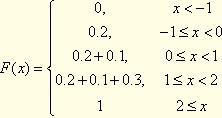 0, x < −1
0.2, −1 ≤ x < 0
F(x) = { 0.2 + 0.1, 0 ≤ x < 1
0.2 + 0.1 + 0.3, 1 ≤ x < 2
1 2 ≤ x